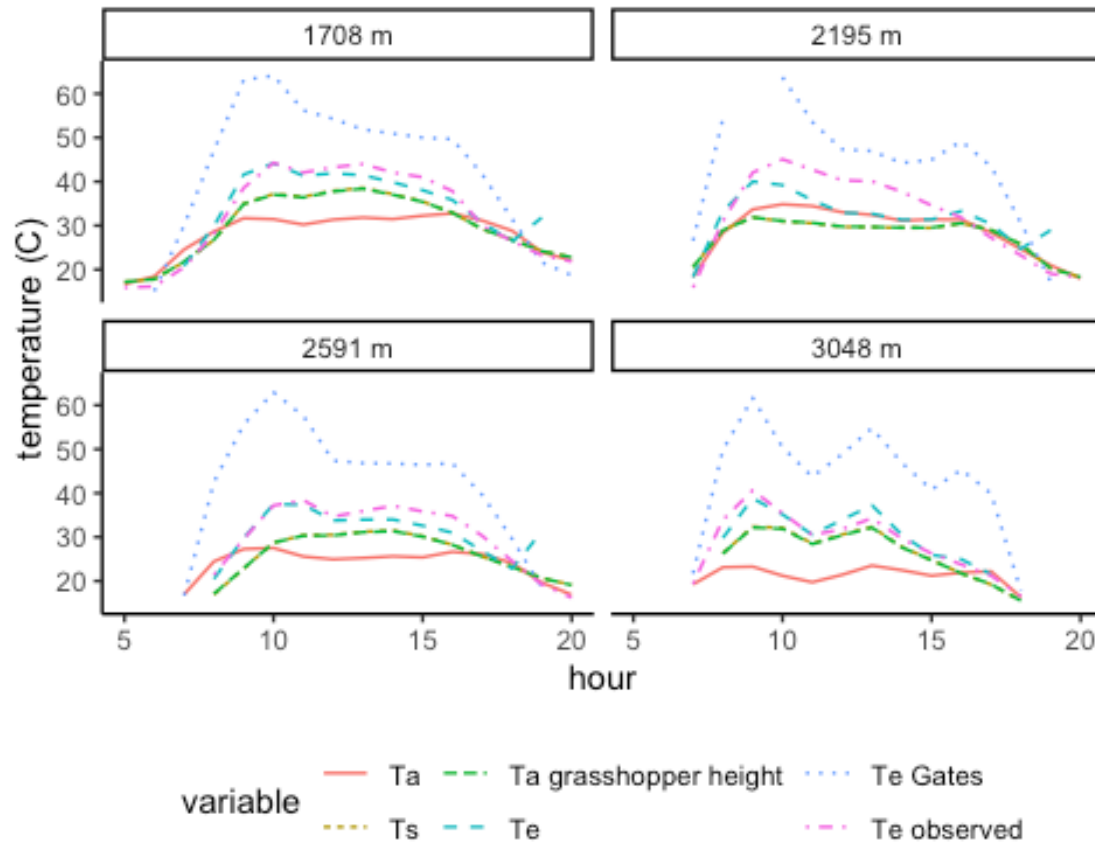 1708 m 2195 m
60
50
40
30
20
2591 m 3048 m
60
50
40
30
20
temperature (C)
5 10 15 20 5 10 15 20
hour
variable
Ta Ta grasshopper height Te Gates
Ts Te Te observed